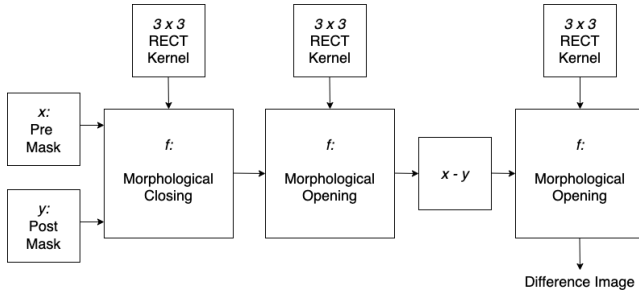 3 x 3
RECT
Kernel
3 x 3
RECT
Kernel
3 x 3
RECT
Kernel
x:
Pre
Mask
y:
Post
Mask
f:
Morphological
Closing
f:
Morphological
Opening
x - y
f:
Morphological
Opening
Difference Image